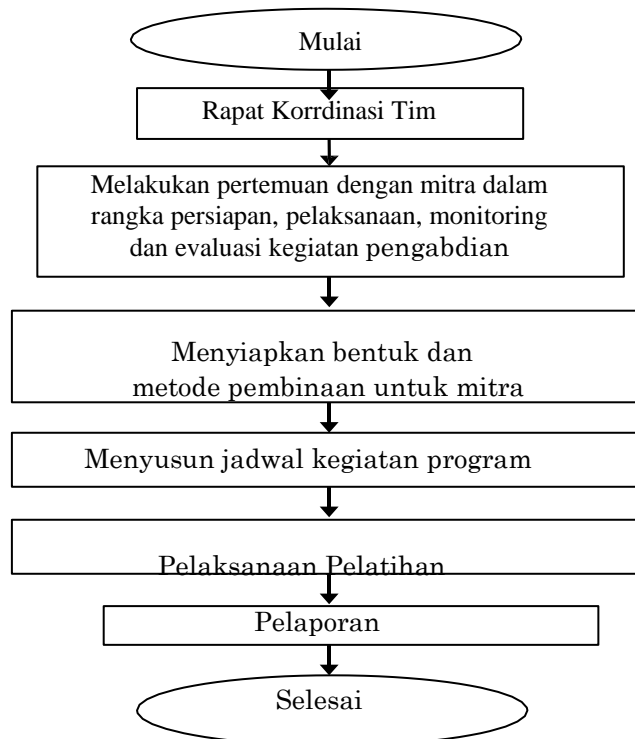 Mulai
Rapat Korrdinasi Tim
Melakukan pertemuan dengan mitra dalam
rangka persiapan, pelaksanaan, monitoring
dan evaluasi kegiatan pengabdian
Menyiapkan bentuk dan
metode pembinaan untuk mitra
Menyusun jadwal kegiatan program
Pelaksanaan Pelatihan
Pelaporan
Selesai